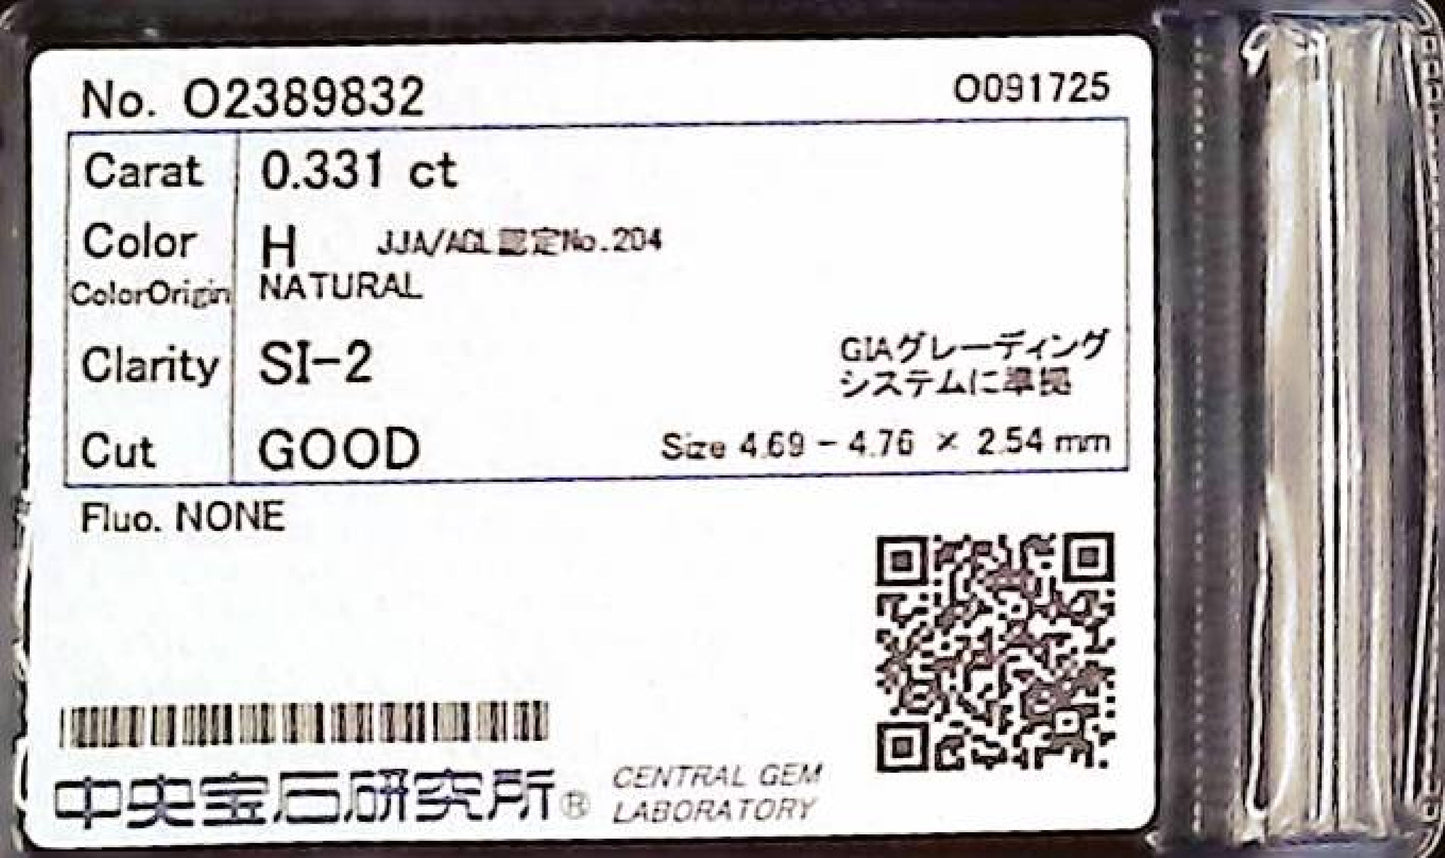 No. O2389832 O091725
Carat 0.331 ct
Color H JJA/AGL認定No.204
ColorOrigin NATURAL
Clarity SI-2 GIAグレーディング
システムに準拠
Cut GOOD Size 4.69 - 4.76 × 2.54 mm
Fluo. NONE
中央宝石研究所® CENTRAL GEM
LABORATORY